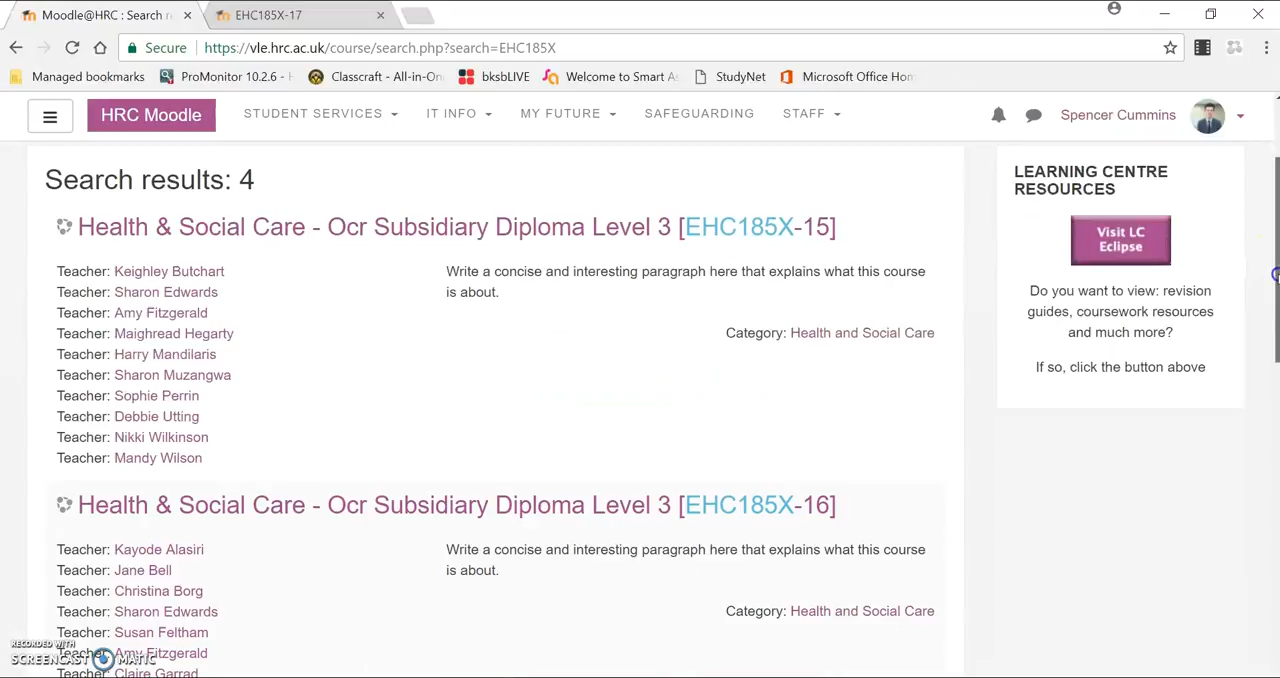 Moodle@HRC : Search r
EHC185X-17
Secure
https://vle.hrc.ac.uk/course/search.php?search=EHC185X
Managed bookmarks
ProMonitor 10.2.6 -
Classcraft - All-in-On
bksbLIVE
Welcome to Smart As
StudyNet
Microsoft Office Hom
HRC Moodle
STUDENT SERVICES
IT INFO
MY FUTURE
SAFEGUARDING
STAFF
Spencer Cummins
Search results: 4
Health & Social Care - Ocr Subsidiary Diploma Level 3 [EHC185X-15]
Teacher: Keighley Butchart
Teacher: Sharon Edwards
Teacher: Amy Fitzgerald
Teacher: Maighread Hegarty
Teacher: Harry Mandilaris
Teacher: Sharon Muzangwa
Teacher: Sophie Perrin
Teacher: Debbie Utting
Teacher: Nikki Wilkinson
Teacher: Mandy Wilson
Write a concise and interesting paragraph here that explains what this course
is about.
Category: Health and Social Care
Health & Social Care - Ocr Subsidiary Diploma Level 3 [EHC185X-16]
Teacher: Kayode Alasiri
Teacher: Jane Bell
Teacher: Christina Borg
Teacher: Sharon Edwards
Teacher: Susan Feltham
Teacher: Amy Fitzgerald
Teacher: Claire Garrad
Write a concise and interesting paragraph here that explains what this course
is about.
Category: Health and Social Care
LEARNING CENTRE
RESOURCES
Visit LC
Eclipse
Do you want to view: revision
guides, coursework resources
and much more?
If so, click the button above
RECORDED WITH
SCREENCAST MATIC